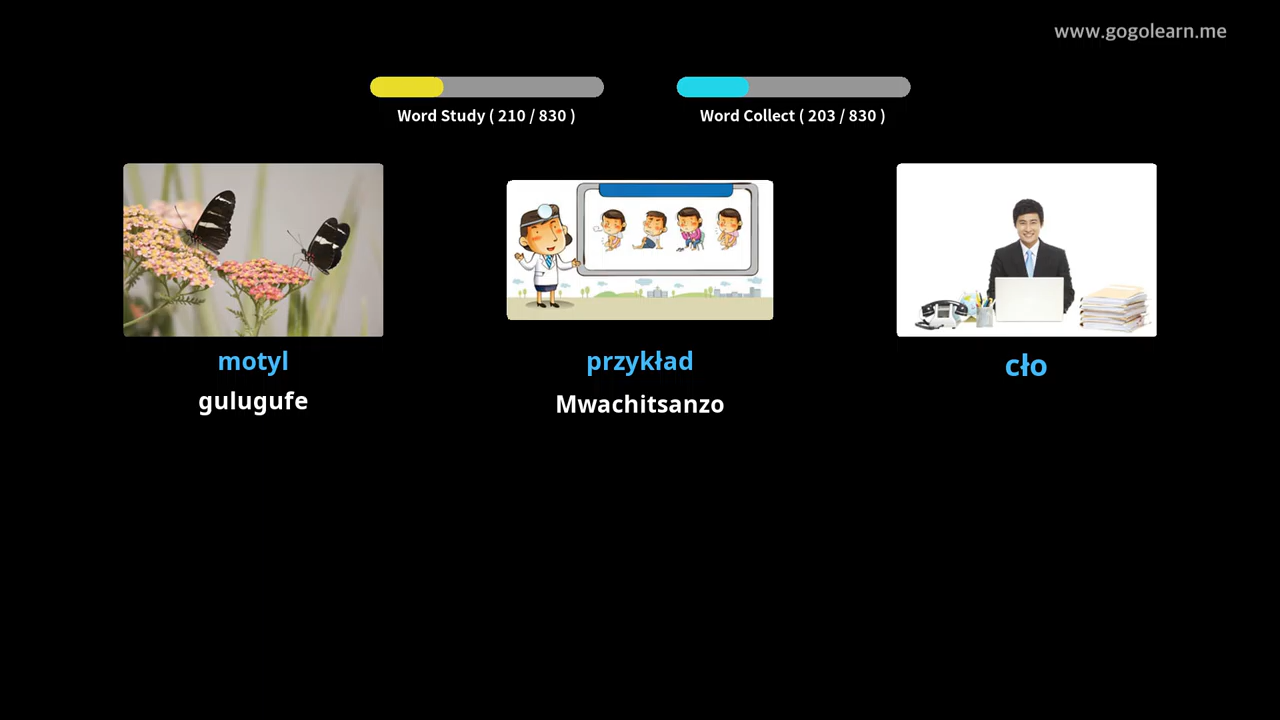 www.gogolearn.me
Word Study ( 210 / 830 )
Word Collect ( 203 / 830 )
motyl
gulugufe
przykład
Mwachitsanzo
cło